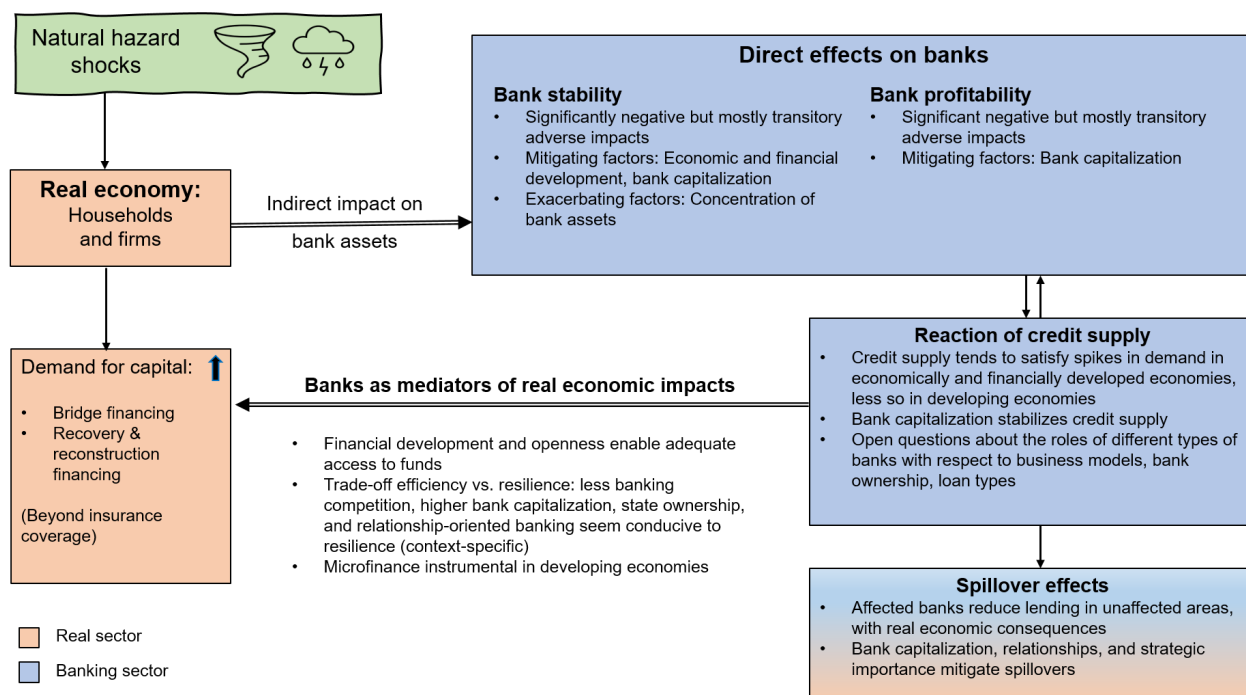 Natural hazard
shocks
Direct effects on banks
Bank stability
• Significantly negative but mostly transitory
adverse impacts
• Mitigating factors: Economic and financial
development, bank capitalization
• Exacerbating factors: Concentration of
bank assets
Bank profitability
• Significant negative but mostly transitory
adverse impacts
• Mitigating factors: Bank capitalization
Real economy:
Households
and firms
Indirect impact on
bank assets
Reaction of credit supply
• Credit supply tends to satisfy spikes in demand in
economically and financially developed economies,
less so in developing economies
• Bank capitalization stabilizes credit supply
• Open questions about the roles of different types of
banks with respect to business models, bank
ownership, loan types
Demand for capital:
• Bridge financing
• Recovery &
reconstruction
financing
(Beyond insurance
coverage)
Banks as mediators of real economic impacts
• Financial development and openness enable adequate
access to funds
• Trade-off efficiency vs. resilience: less banking
competition, higher bank capitalization, state ownership,
and relationship-oriented banking seem conducive to
resilience (context-specific)
• Microfinance instrumental in developing economies
Spillover effects
• Affected banks reduce lending in unaffected areas,
with real economic consequences
• Bank capitalization, relationships, and strategic
importance mitigate spillovers
Real sector
Banking sector